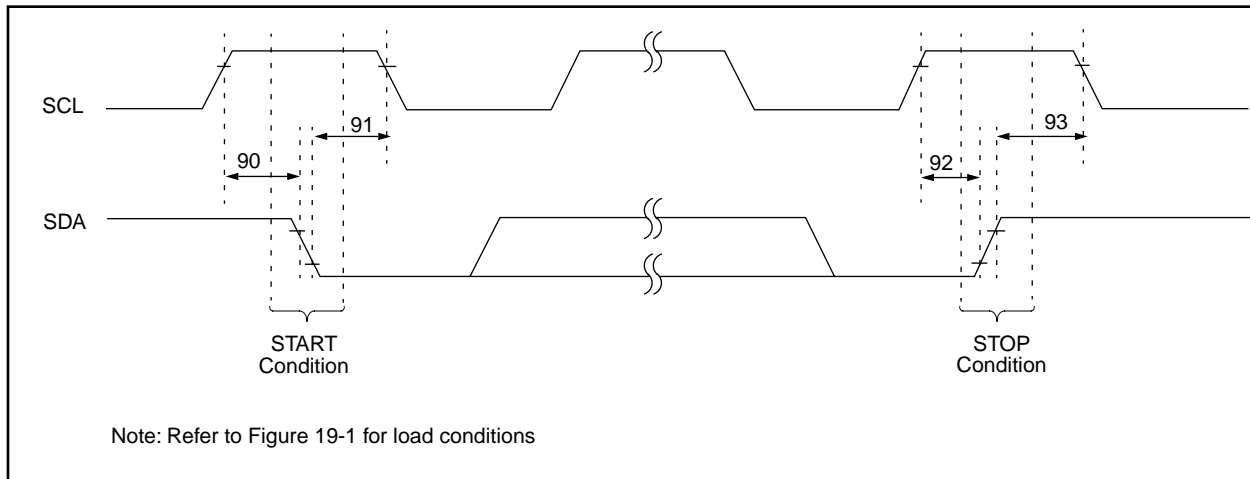 SCL
91
93
90
92
SDA
START
Condition
STOP
Condition
Note: Refer to Figure 19-1 for load conditions